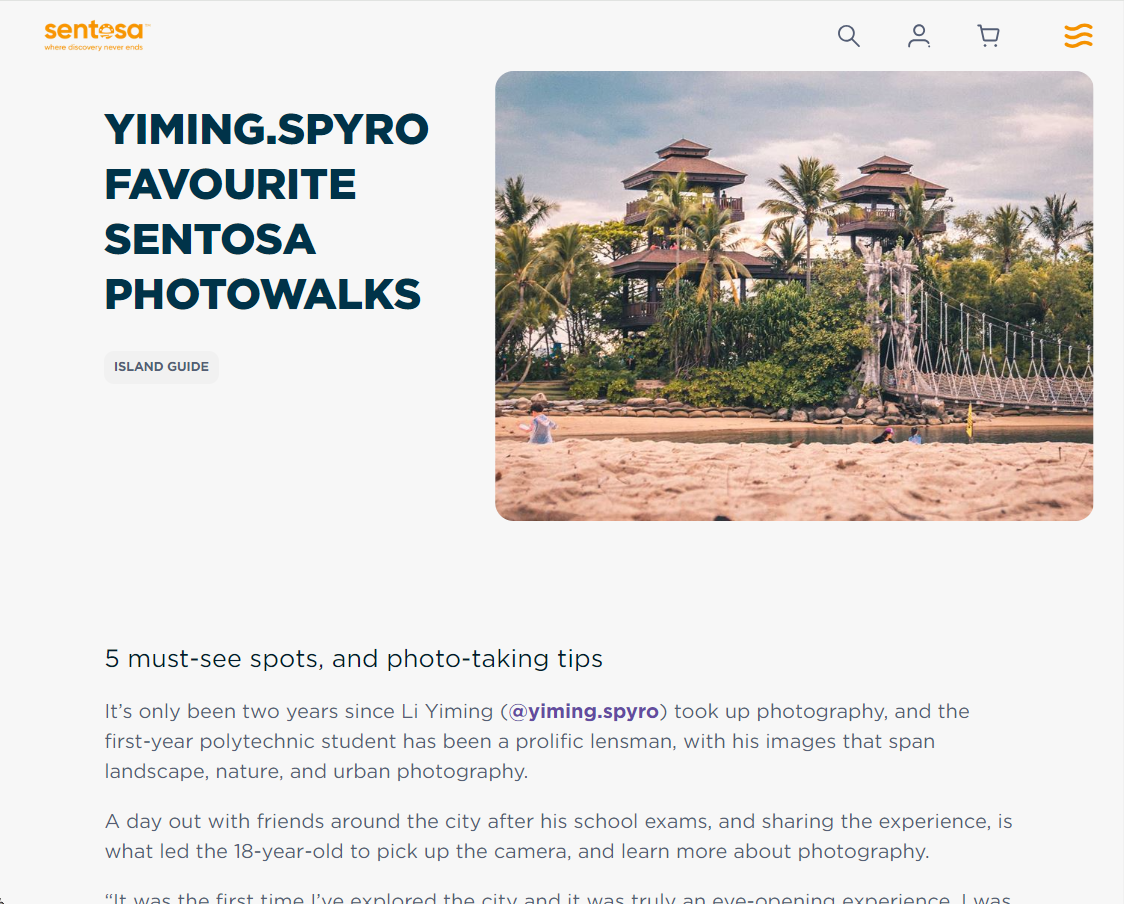 sentosa
where discovery never ends
YIMING.SPYRO
FAVOURITE
SENTOSA
PHOTOWALKS
ISLAND GUIDE
5 must-see spots, and photo-taking tips
It’s only been two years since Li Yiming (@yiming.spyro) took up photography, and the
first-year polytechnic student has been a prolific lensman, with his images that span
landscape, nature, and urban photography.
A day out with friends around the city after his school exams, and sharing the experience, is
what led the 18-year-old to pick up the camera, and learn more about photography.
“It was the first time I’ve explored the city and it was truly an eye-opening experience. I was